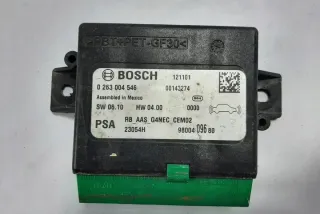 >PBT+PET-GF30<
BOSCH 121101
0 263 004 546 00143274
Assembled in Mexico
SW 06.10 HW 04.00 0000
PSA RB_AAS_G4NEC_CEM02
23054H 98004 096 80